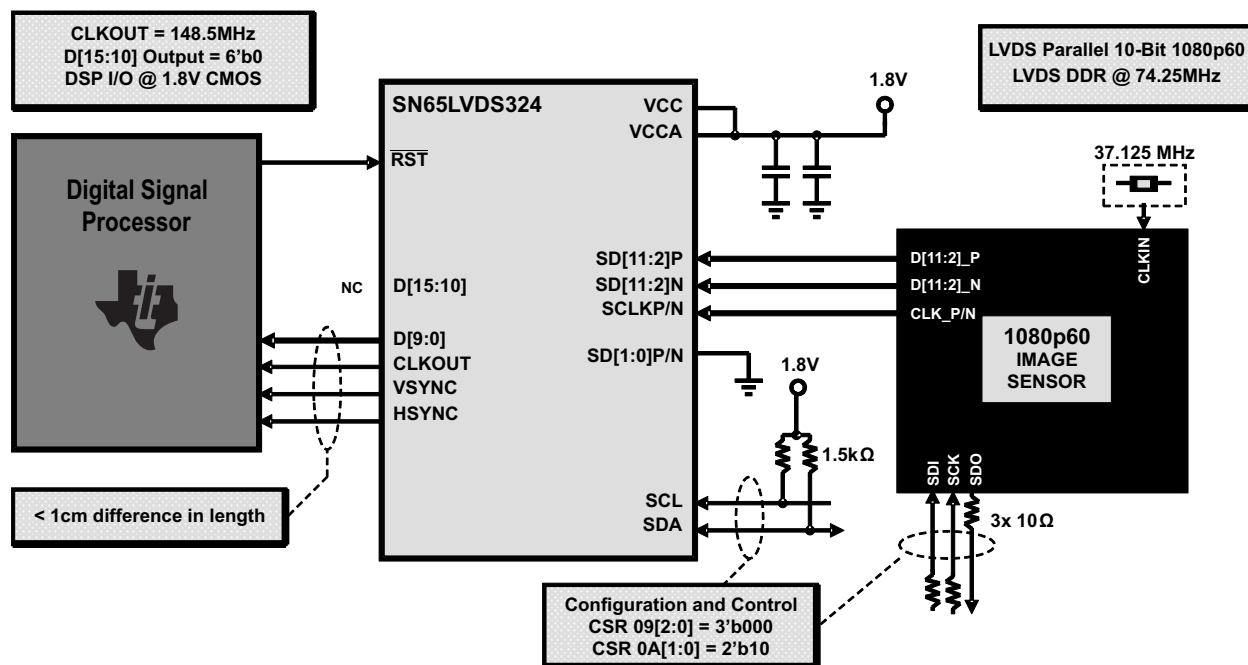 CLKOUT = 148.5MHz
D[15:10] Output = 6’b0
DSP I/O @ 1.8V CMOS
LVDS Parallel 10-Bit 1080p60
LVDS DDR @ 74.25MHz
SN65LVDS324
VCC
VCCA
1.8V
RST
Digital Signal
Processor
37.125 MHz
CLKIN
SD[11:2]P
SD[11:2]N
SCLKP/N
D[11:2]_P
D[11:2]_N
CLK_P/N
NC
D[15:10]
D[9:0]
CLKOUT
VSYNC
HSYNC
SD[1:0]P/N
1080p60
IMAGE
SENSOR
1.8V
1.5kΩ
SCL
SDA
SDI
SCK
SDO
3x 10Ω
< 1cm difference in length
Configuration and Control
CSR 09[2:0] = 3’b000
CSR 0A[1:0] = 2’b10